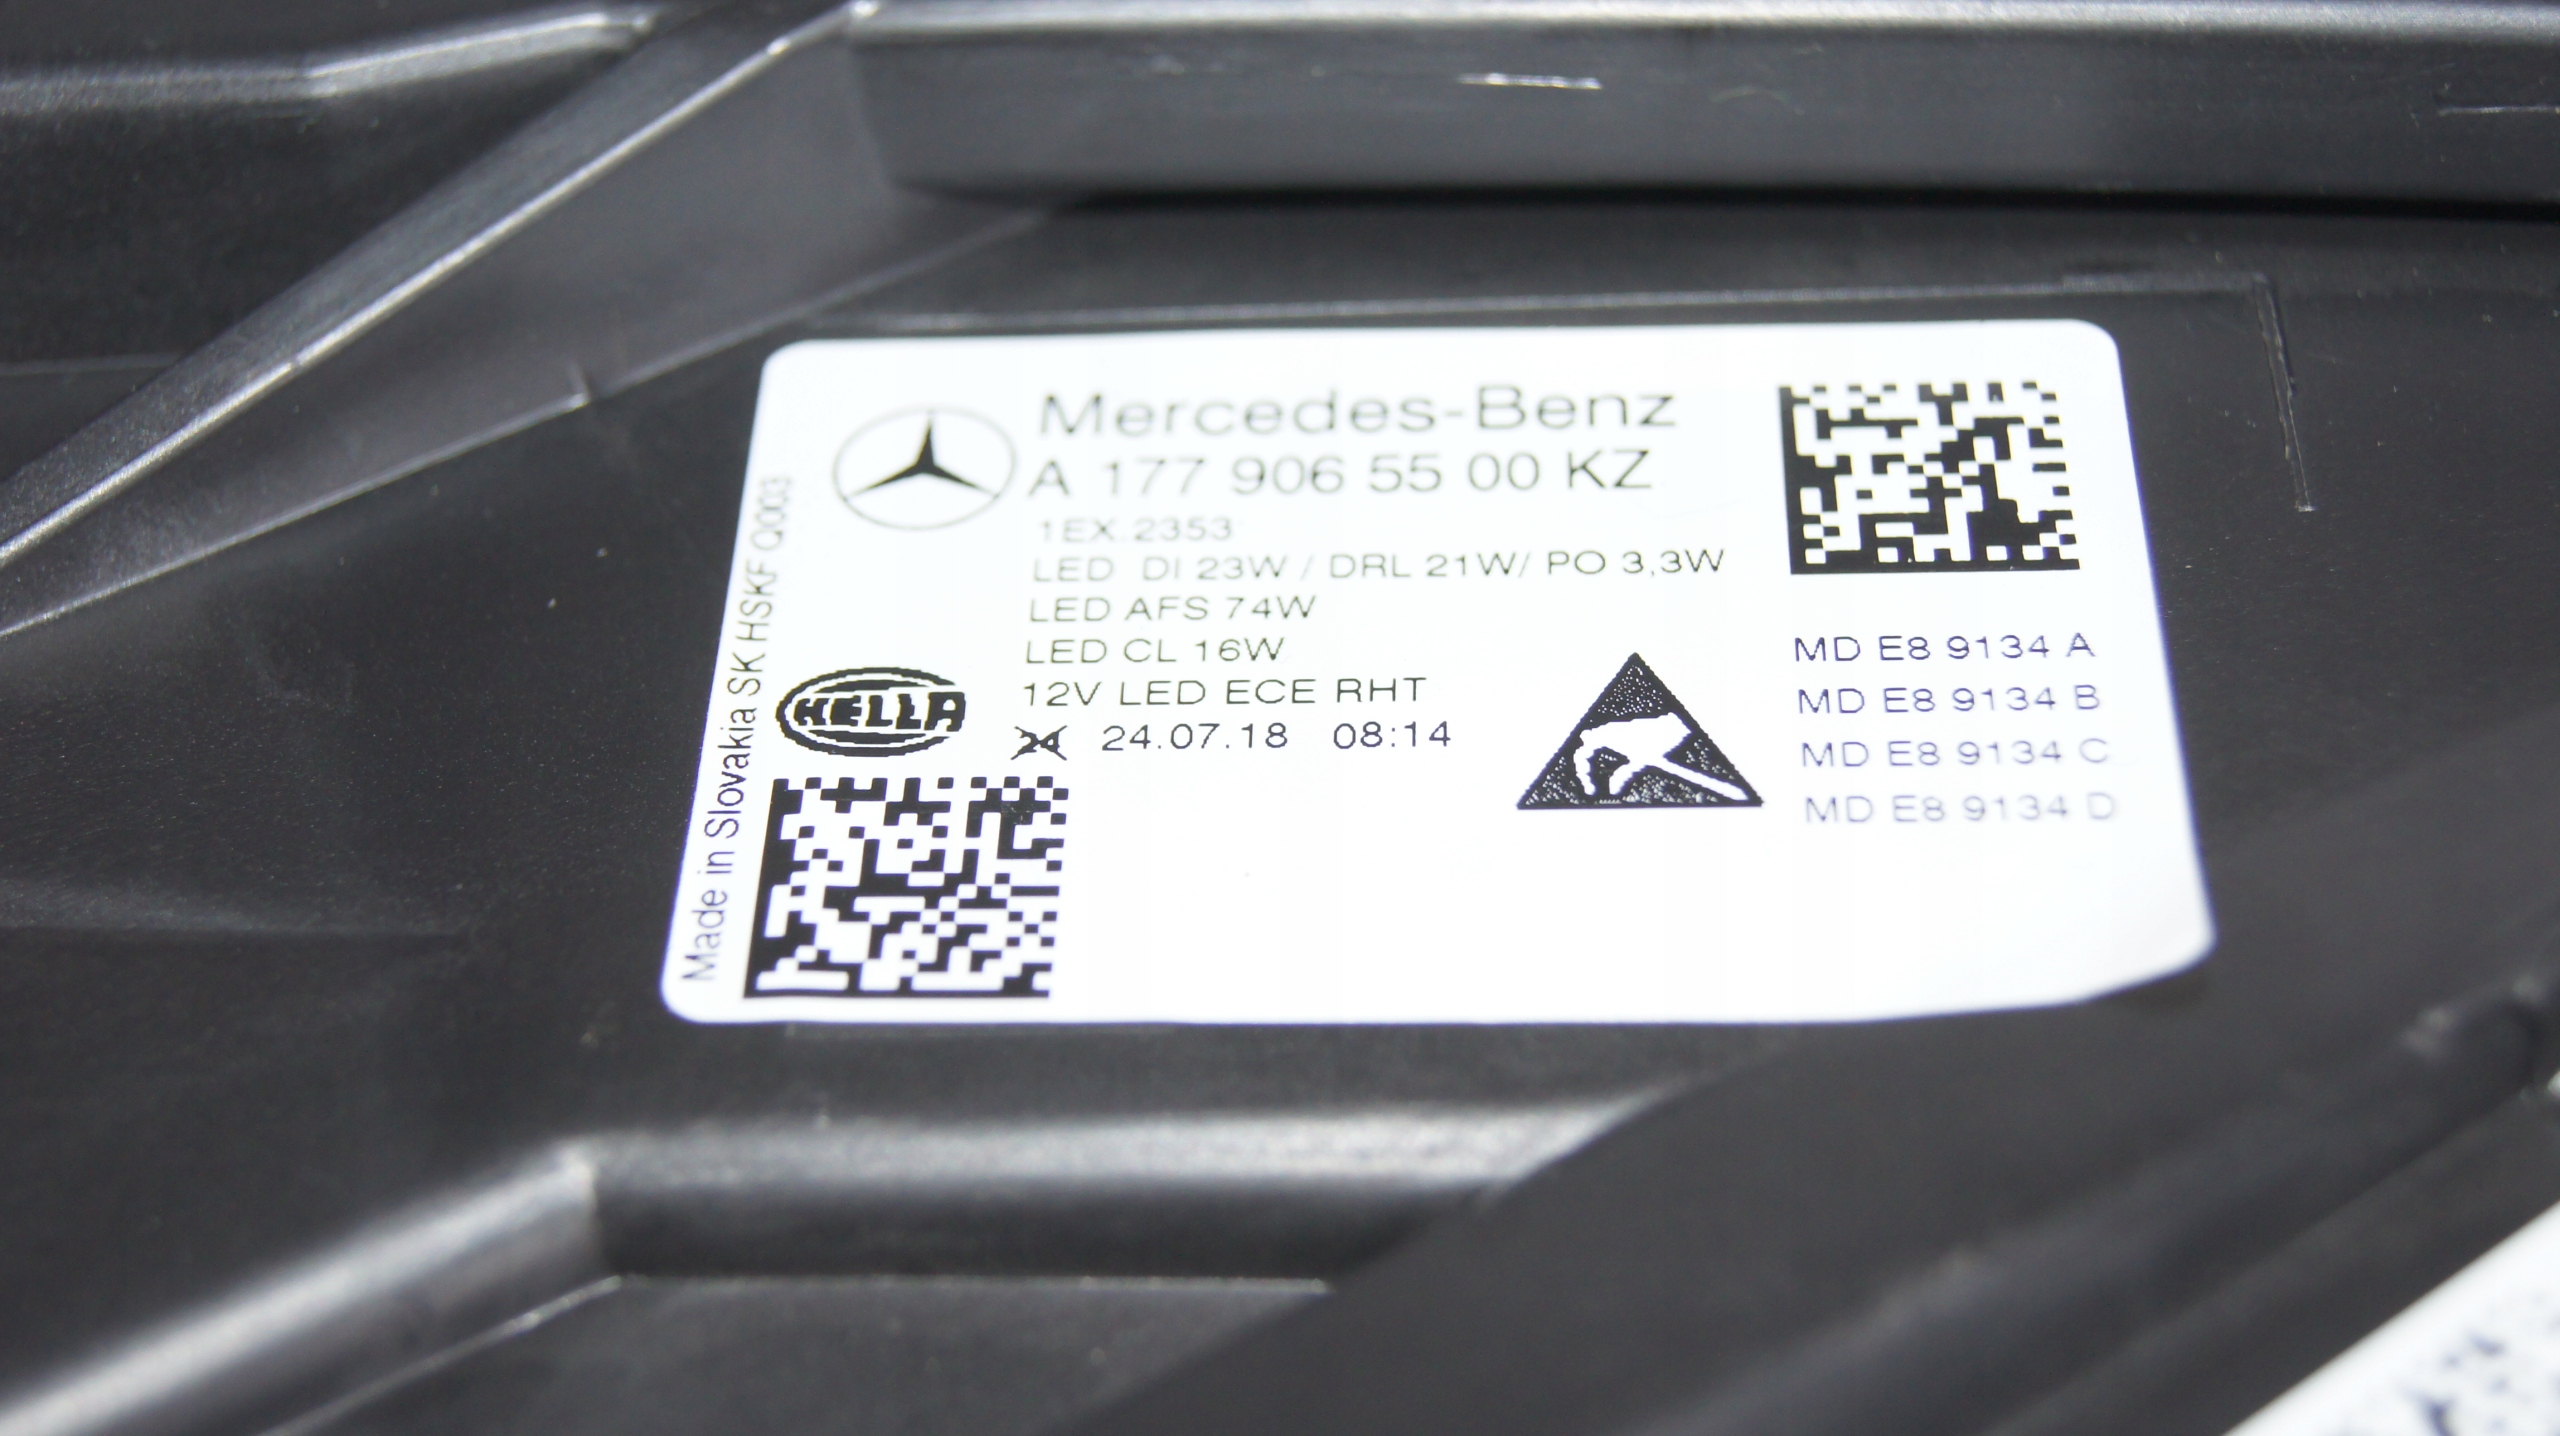 Mercedes-Benz
A 177 906 55 00 KZ
1EX.2353
LED DI 23W / DRL 21W/ PO 3,3W
LED AFS 74W
LED CL 16W
12V LED ECE RHT
24 24.07.18 08:14
HELLA
Made in Slovakia SK HSKF Q003
MD E8 9134 A
MD E8 9134 B
MD E8 9134 C
MD E8 9134 D